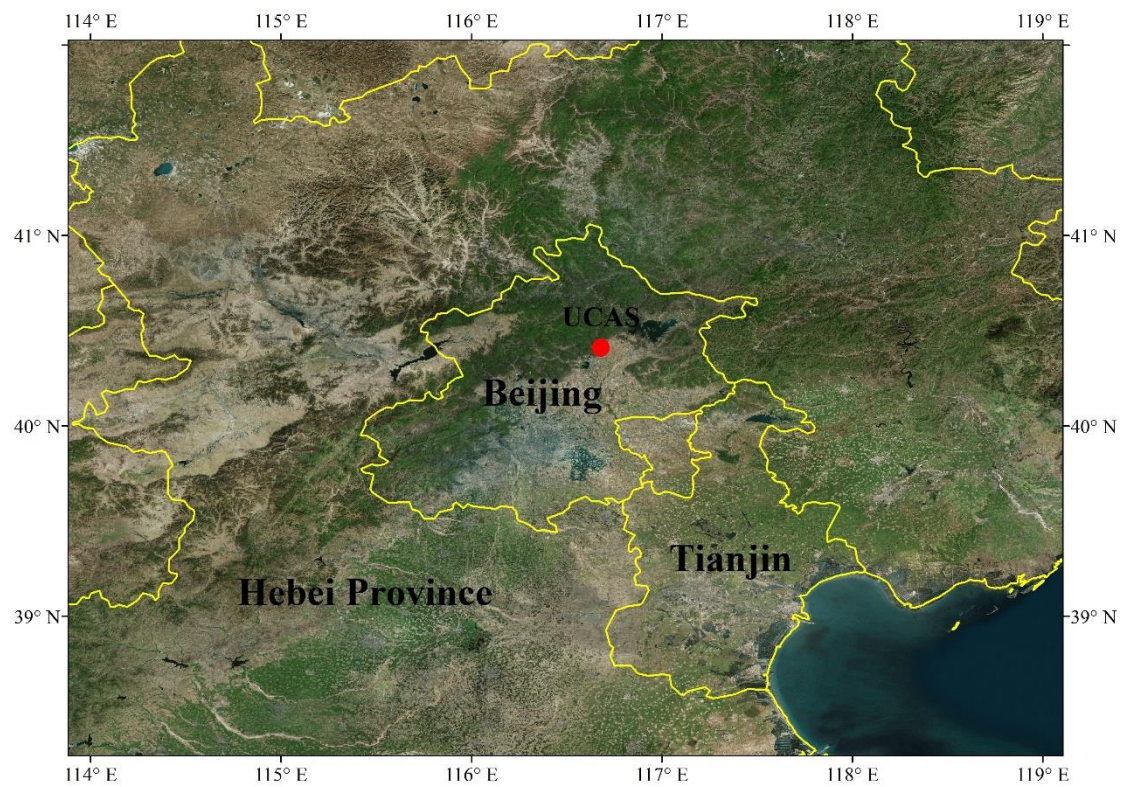 114° E 115° E 116° E 117° E 118° E 119° E
41° N 41° N
UCAS
Beijing
40° N 40° N
Tianjin
Hebei Province
39° N 39° N
114° E 115° E 116° E 117° E 118° E 119° E